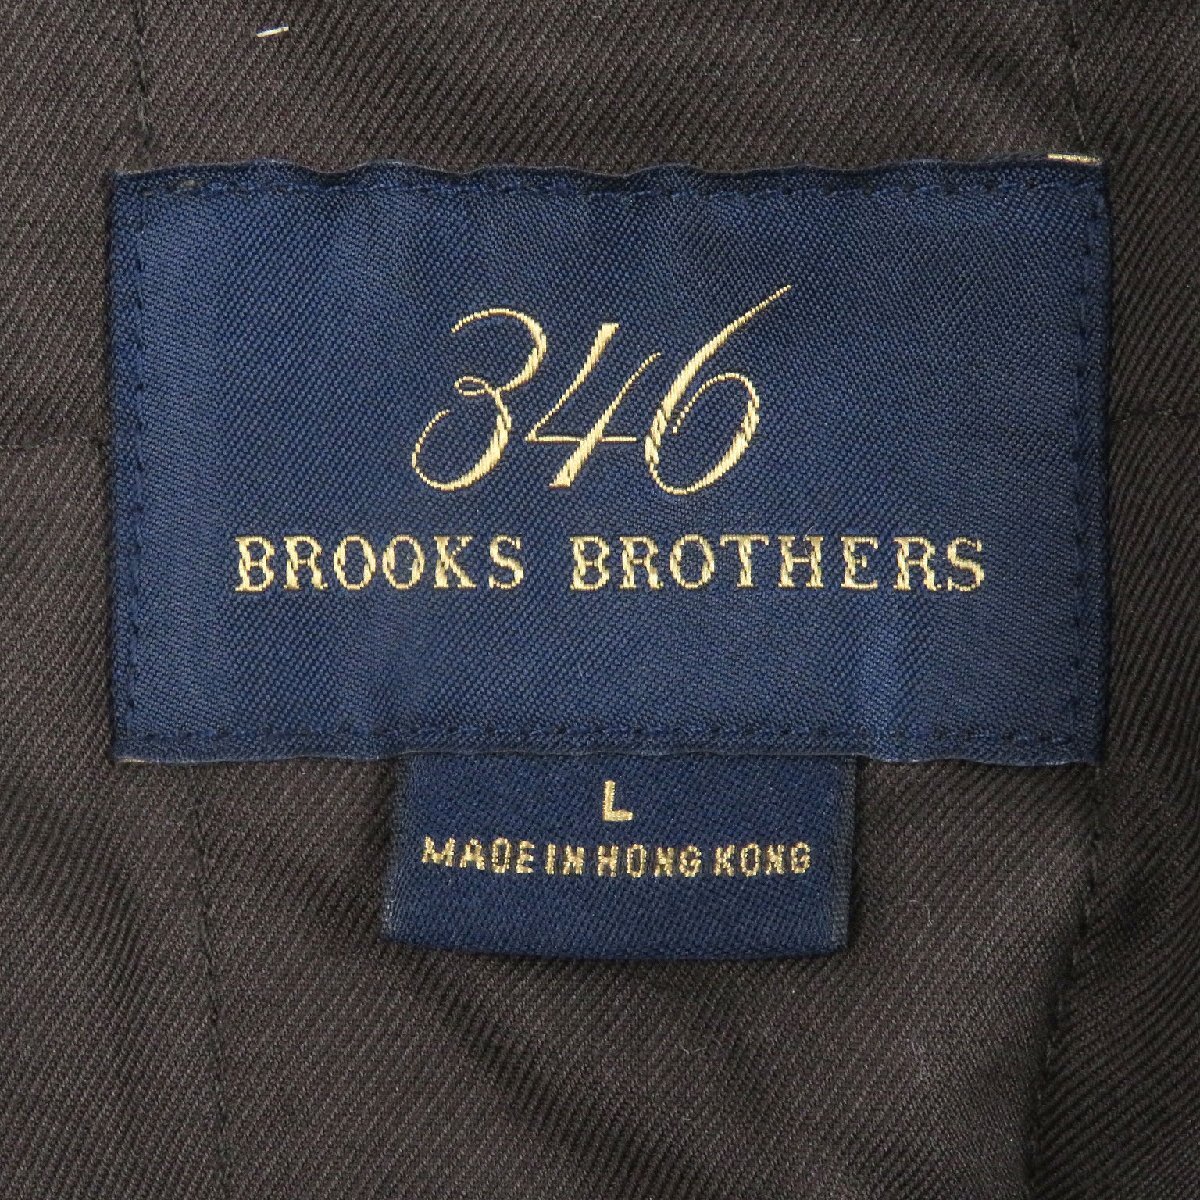 346
BROOKS BROTHERS
L
MADE IN HONG KONG